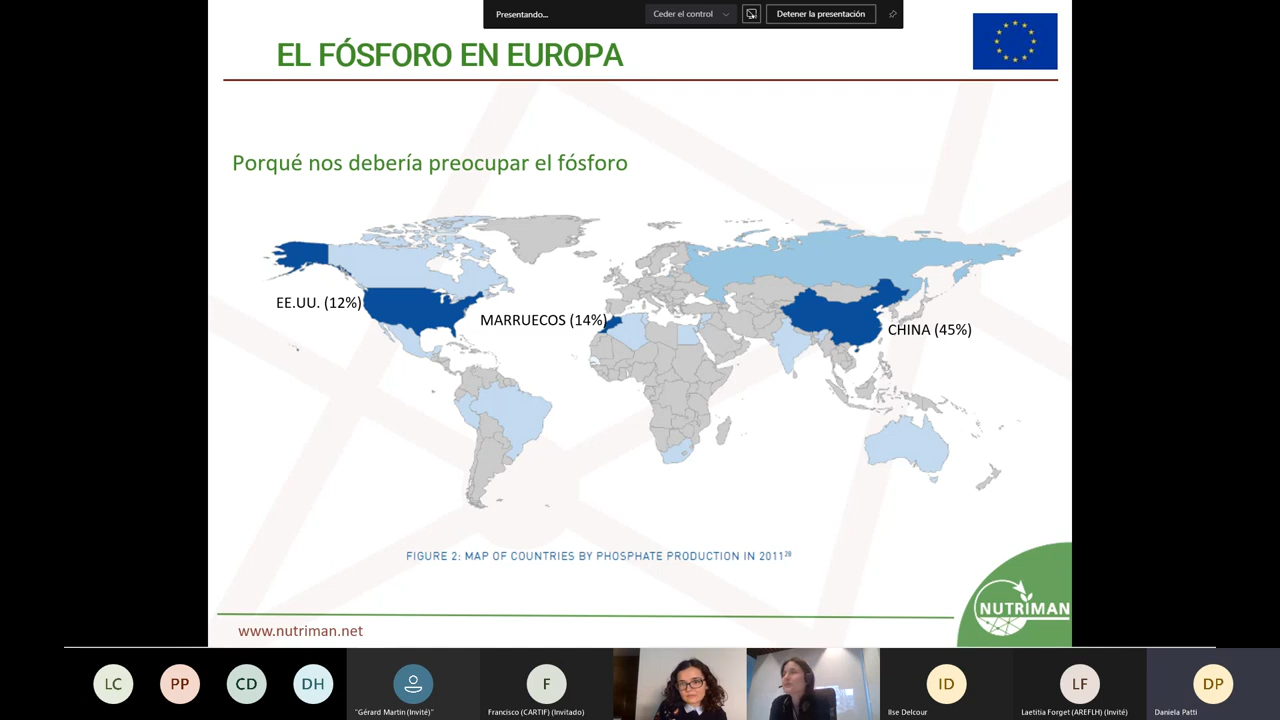 Presentando...
Ceder el control
Detener la presentación
EL FÓSFORO EN EUROPA
Porqué nos debería preocupar el fósforo
EE.UU. (12%)
MARRUECOS (14%)
CHINA (45%)
FIGURE 2: MAP OF COUNTRIES BY PHOSPHATE PRODUCTION IN 2011²⁸
NUTRIMAN
www.nutriman.net
LC
PP
CD
DH
F
ID
LF
DP
"Gérard Martin (Invité)"
Francisco (CARTIF) (Invitado)
Ilse Delcour
Laetitia Forget (AREFLH) (Invité)
Daniela Patti